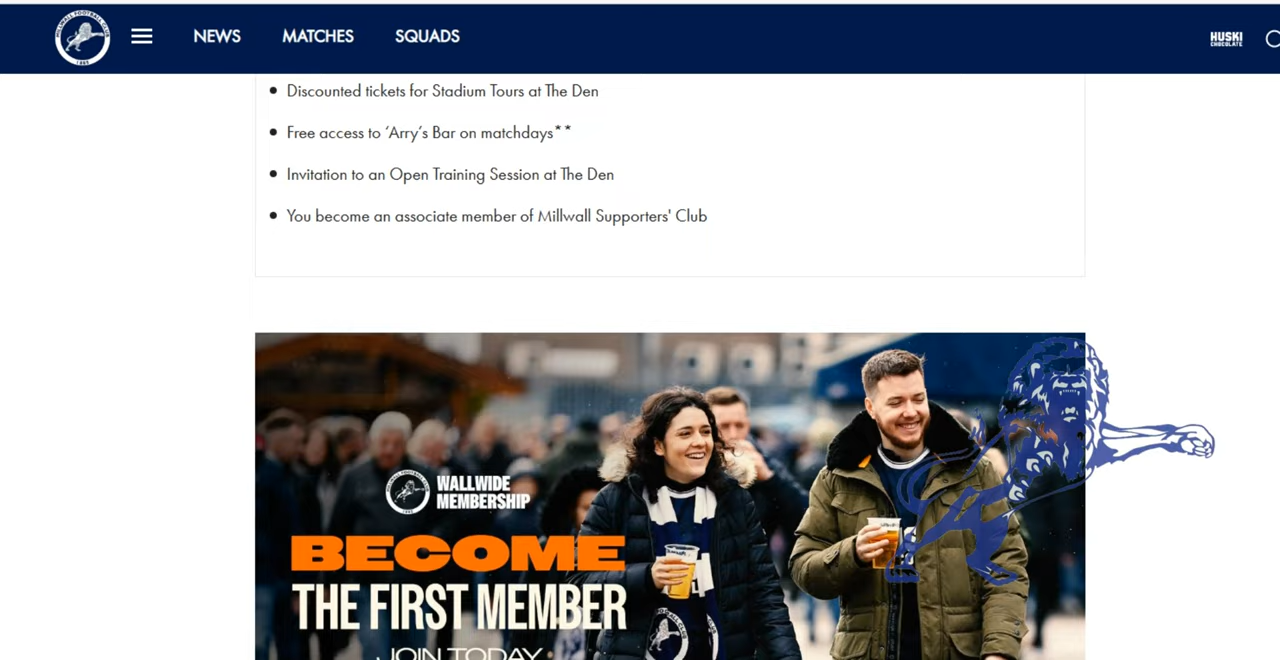 NEWS MATCHES SQUADS HUSKI
CHOCOLATE
Discounted tickets for Stadium Tours at The Den
Free access to ‘Arry’s Bar on matchdays**
Invitation to an Open Training Session at The Den
You become an associate member of Millwall Supporters' Club
WALLWIDE
MEMBERSHIP
BECOME
THE FIRST MEMBER
JOIN TODAY